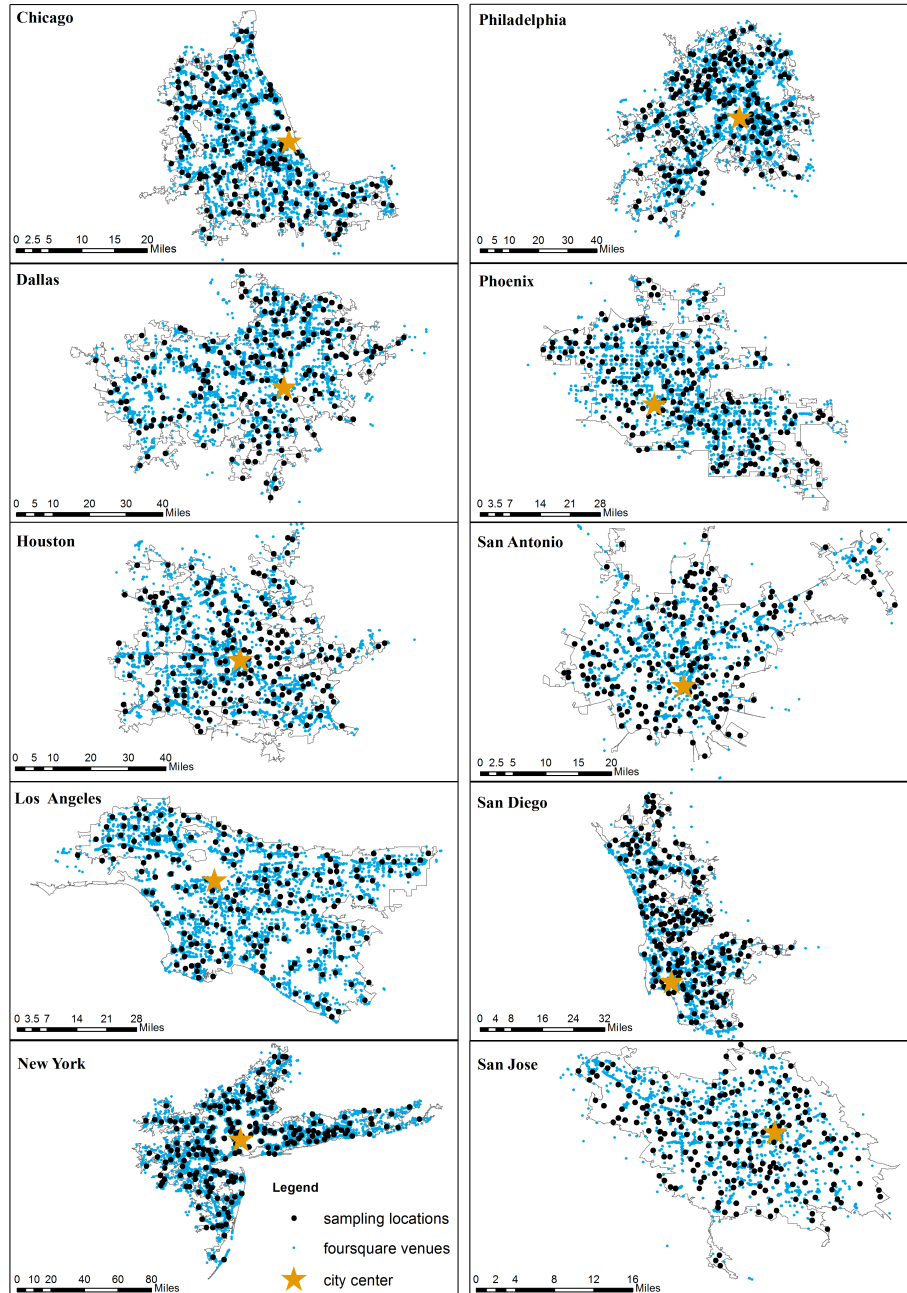 Chicago
0 2.5 5 10 15 20
Miles
Philadelphia
0 5 10 20 30 40
Miles
Dallas
0 5 10 20 30 40
Miles
Phoenix
0 3.5 7 14 21 28
Miles
Houston
0 5 10 20 30 40
Miles
San Antonio
0 2.5 5 10 15 20
Miles
Los Angeles
0 3.5 7 14 21 28
Miles
San Diego
0 4 8 16 24 32
Miles
New York
Legend
sampling locations
foursquare venues
city center
0 10 20 40 60 80
Miles
San Jose
0 2 4 8 12 16
Miles